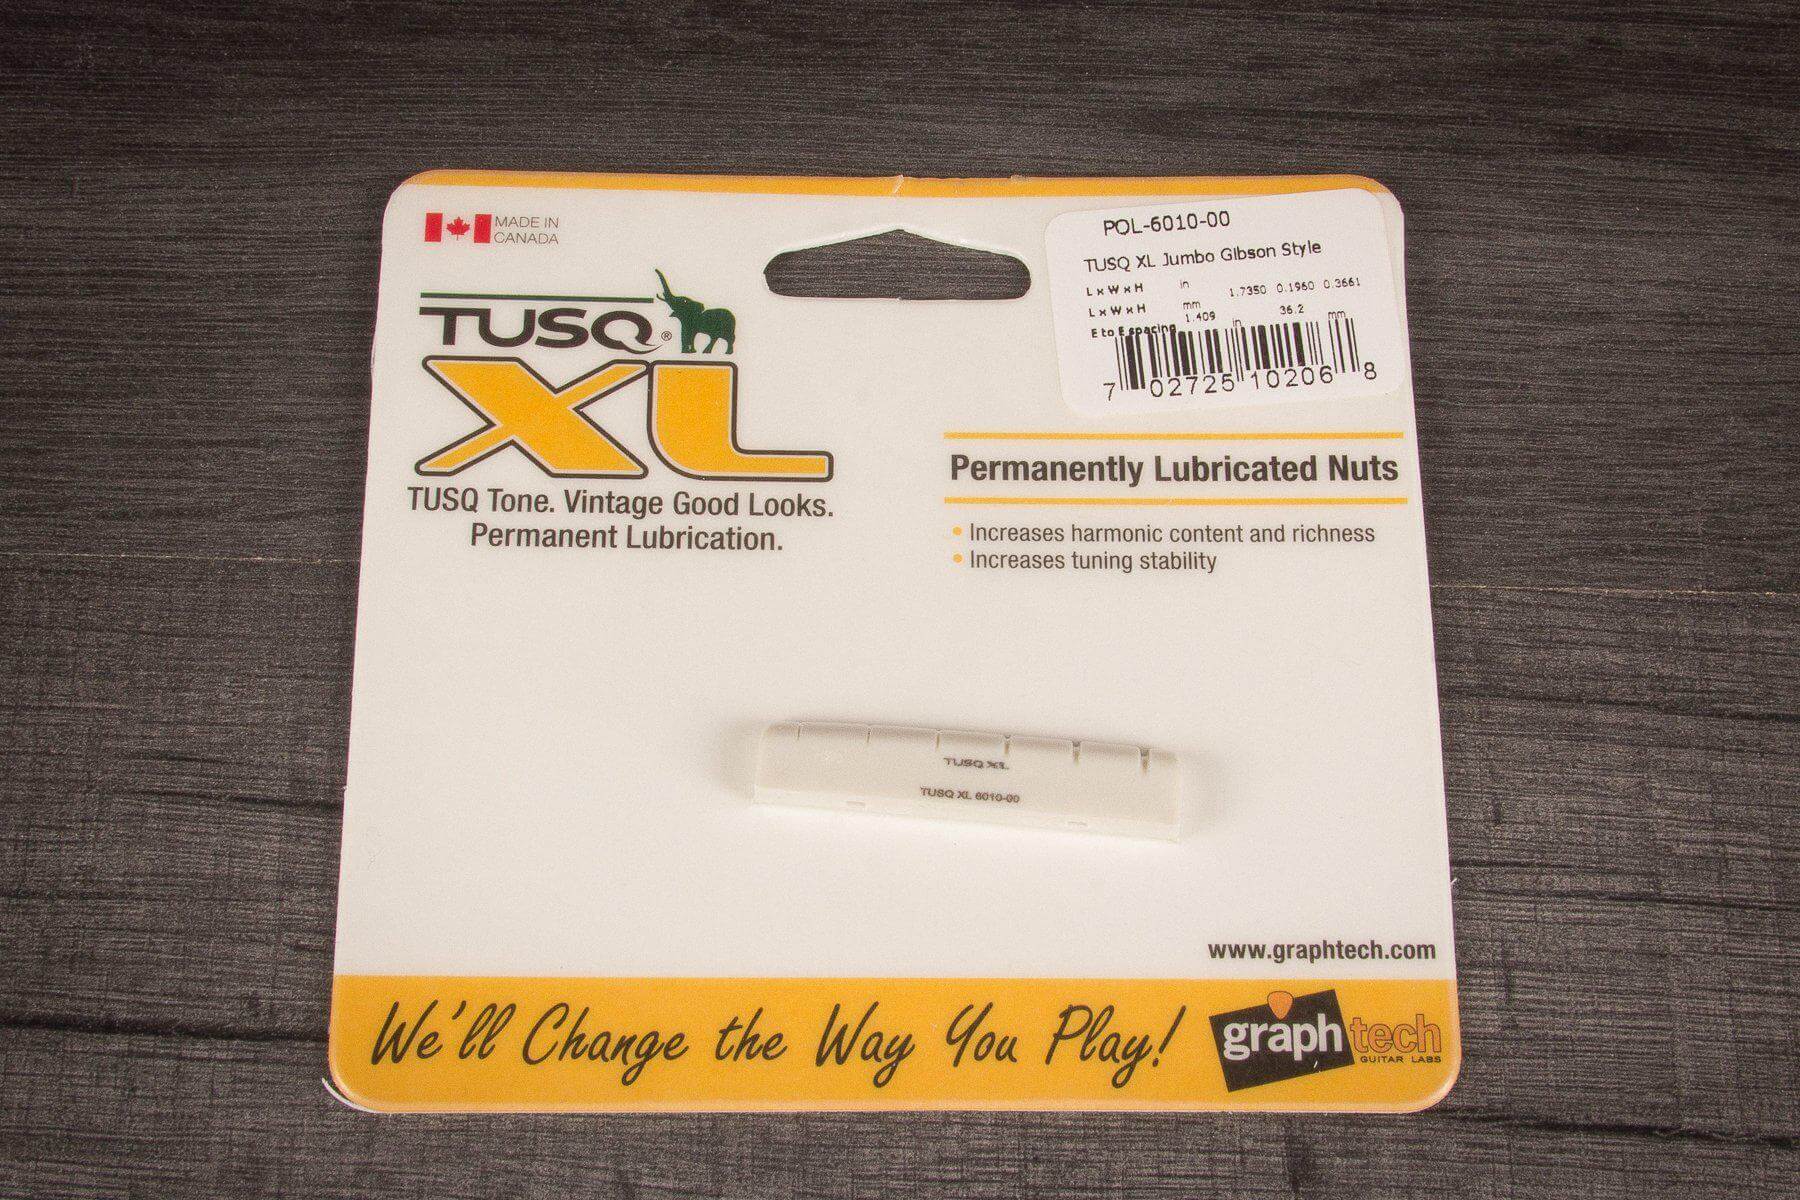 MADE IN
CANADA
TUSQ®
XL
TUSQ Tone. Vintage Good Looks.
Permanent Lubrication.
PQL-6010-00
TUSQ XL Jumbo Gibson Style
L x W x H in 1.7350 0.1960 0.3661
L x W x H mm
E to E spacing 1.409 in 36.2 mm
7 02725 10206 8
Permanently Lubricated Nuts
• Increases harmonic content and richness
• Increases tuning stability
TUSQ XL
TUSQ XL 6010-00
www.graphtech.com
We'll Change the Way You Play!
graphtech
GUITAR LABS